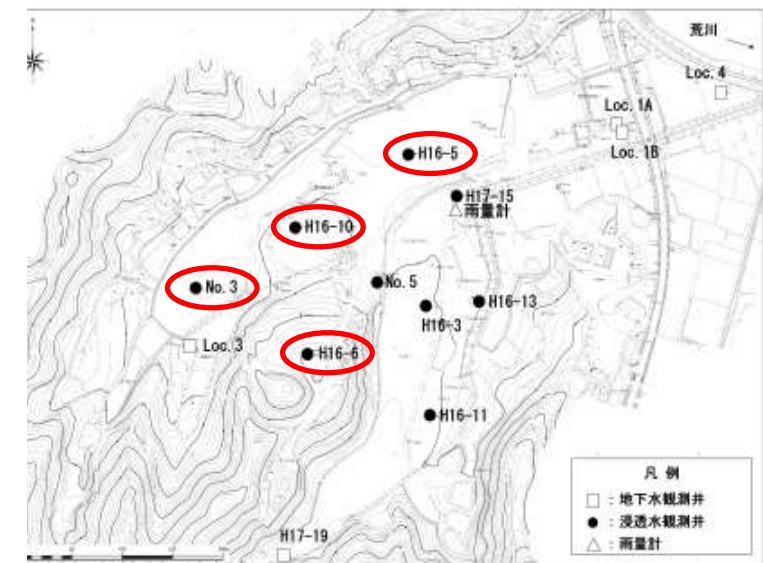 荒川
Loc. 4
Loc. 1A
Loc. 1B
H16-5
H17-15
雨量計
H16-10
No. 3
No. 5
H16-13
H16-3
Loc. 3
H16-6
H16-11
H17-19
凡 例
□ : 地下水観測井
● : 浸透水観測井
△ : 雨量計